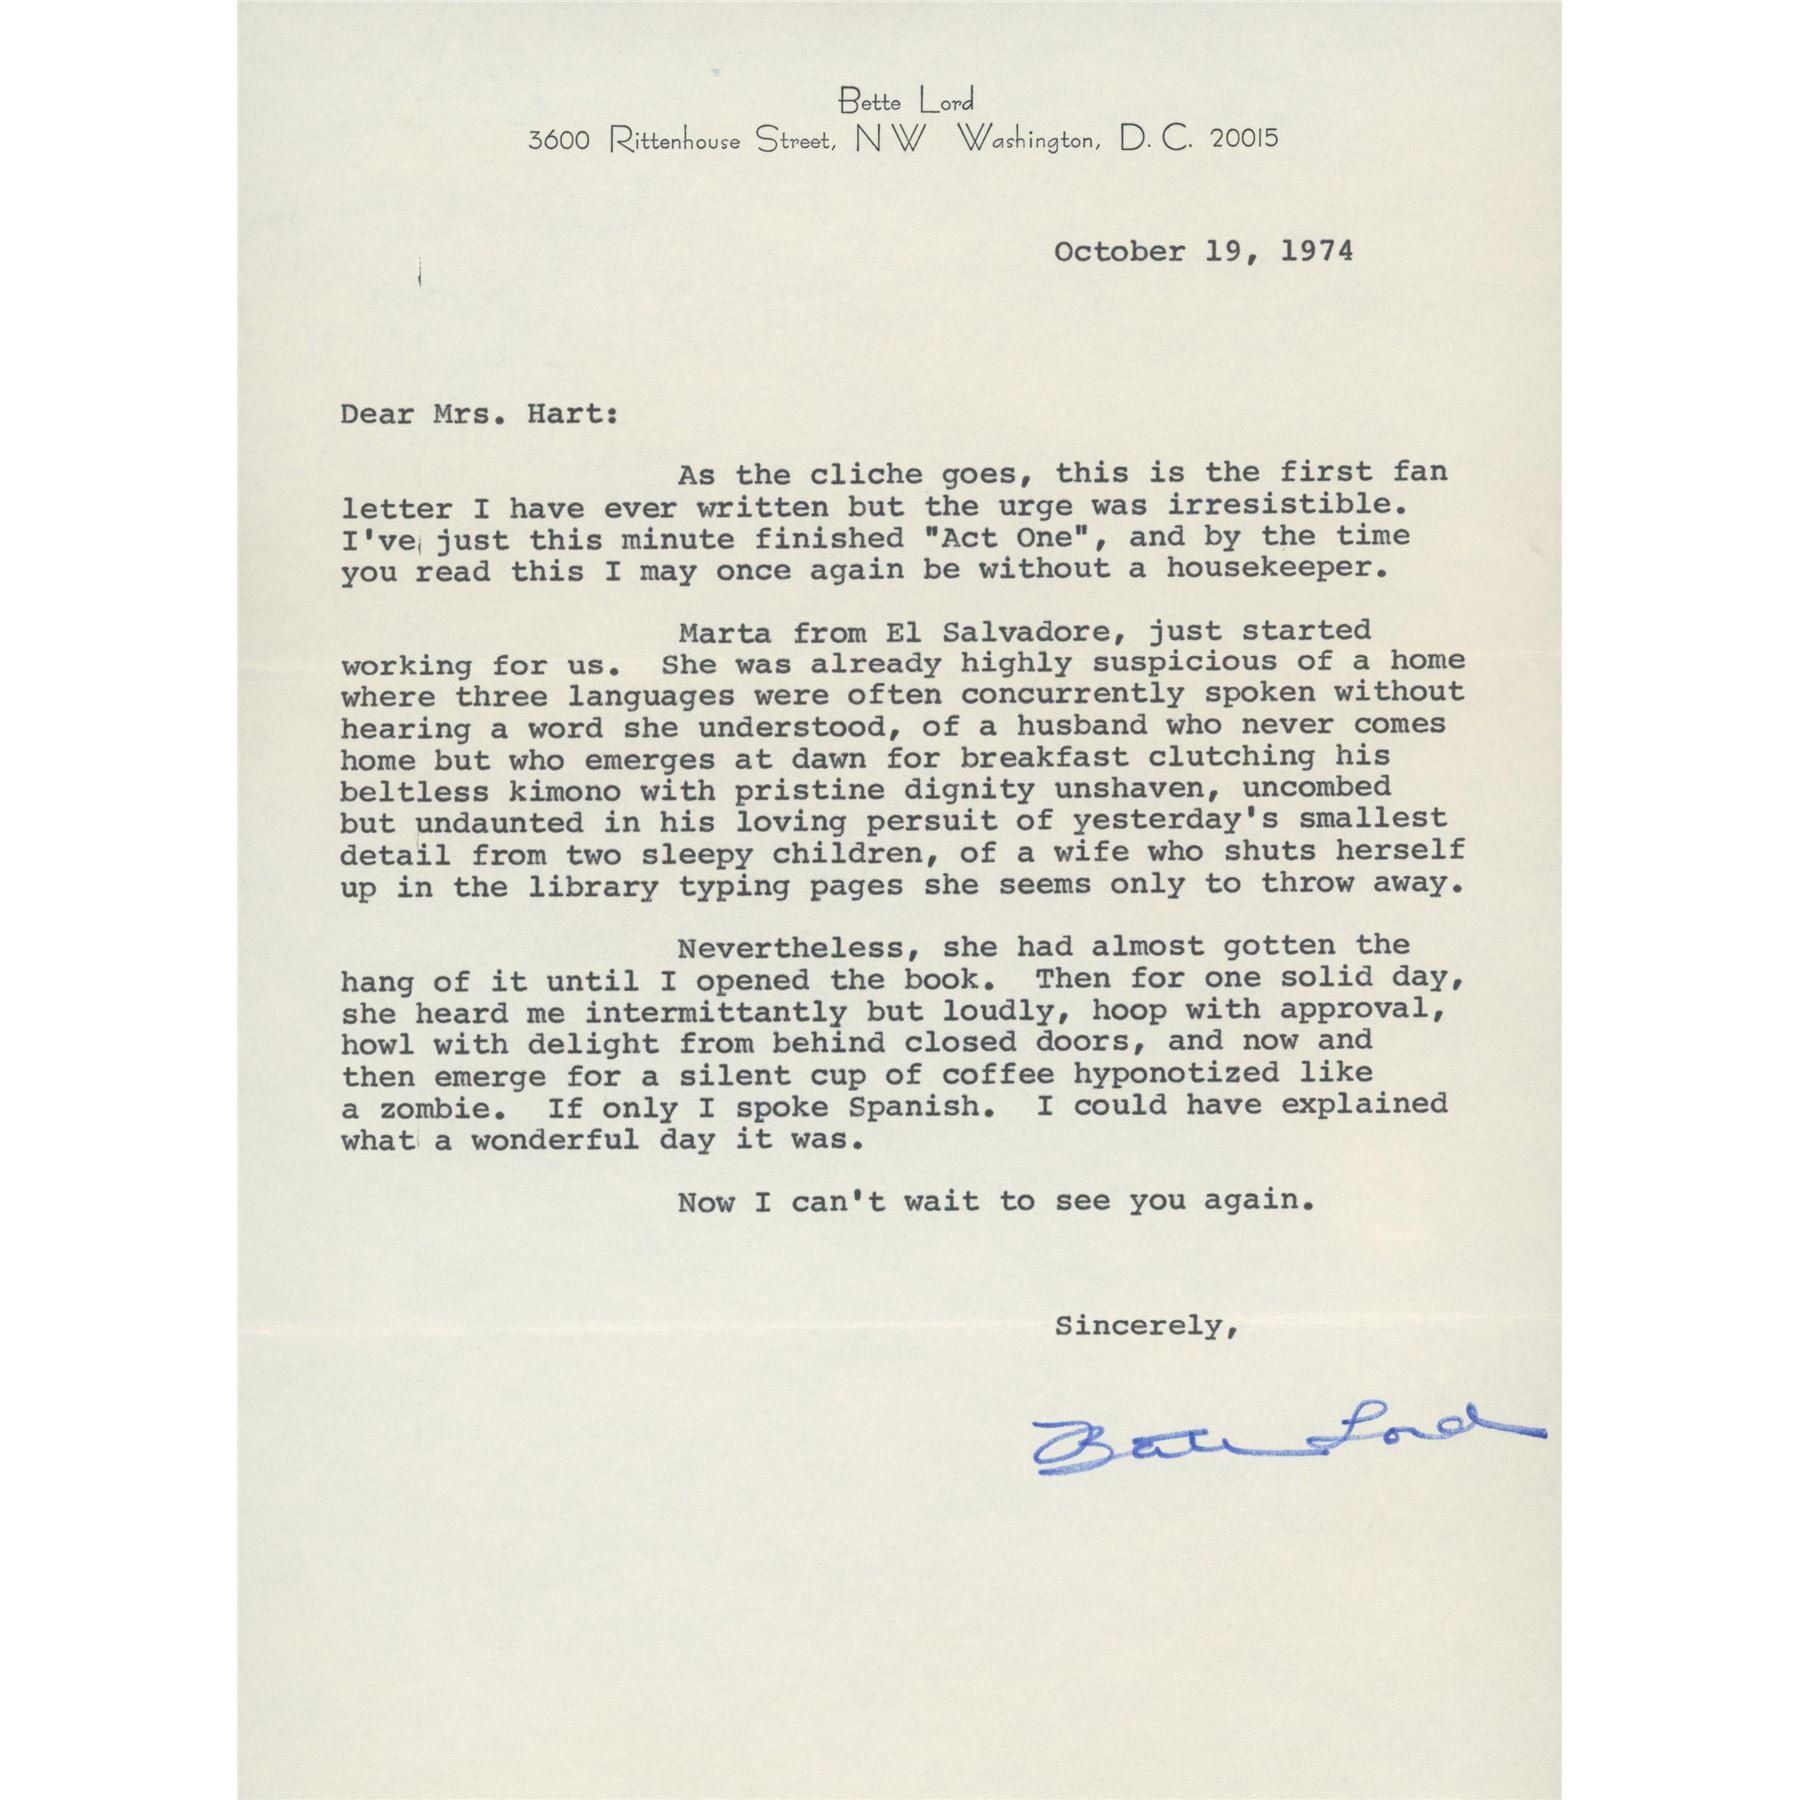 Bette Lord
3600 Rittenhouse Street, NW Washington, D. C. 20015
October 19, 1974
Dear Mrs. Hart:
As the cliche goes, this is the first fan
letter I have ever written but the urge was irresistible.
I've just this minute finished "Act One", and by the time
you read this I may once again be without a housekeeper.
Marta from El Salvadore, just started
working for us. She was already highly suspicious of a home
where three languages were often concurrently spoken without
hearing a word she understood, of a husband who never comes
home but who emerges at dawn for breakfast clutching his
beltless kimono with pristine dignity unshaven, uncombed
but undaunted in his loving persuit of yesterday's smallest
detail from two sleepy children, of a wife who shuts herself
up in the library typing pages she seems only to throw away.
Nevertheless, she had almost gotten the
hang of it until I opened the book. Then for one solid day,
she heard me intermittantly but loudly, hoop with approval,
howl with delight from behind closed doors, and now and
then emerge for a silent cup of coffee hyponotized like
a zombie. If only I spoke Spanish. I could have explained
what a wonderful day it was.
Now I can't wait to see you again.
Sincerely,
Bette Lord